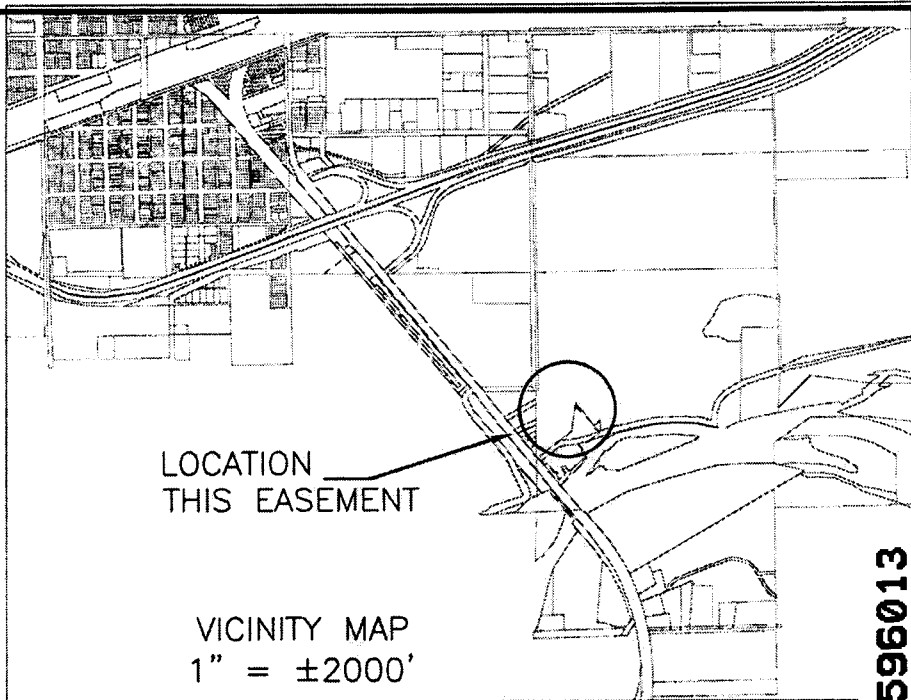 LOCATION
THIS EASEMENT
VICINITY MAP
1" = ±2000'
596013